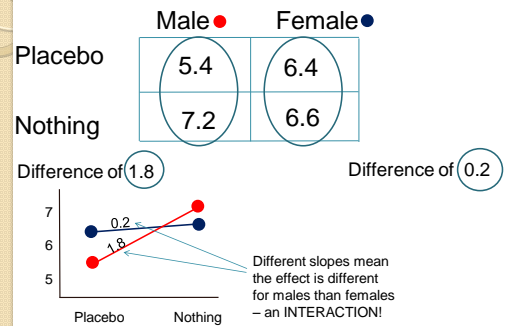 Male Female
Placebo 5.4 6.4
Nothing 7.2 6.6
Difference of 1.8 Difference of 0.2
7
6
5
0.2
1.8
Placebo Nothing
Different slopes mean
the effect is different
for males than females
– an INTERACTION!